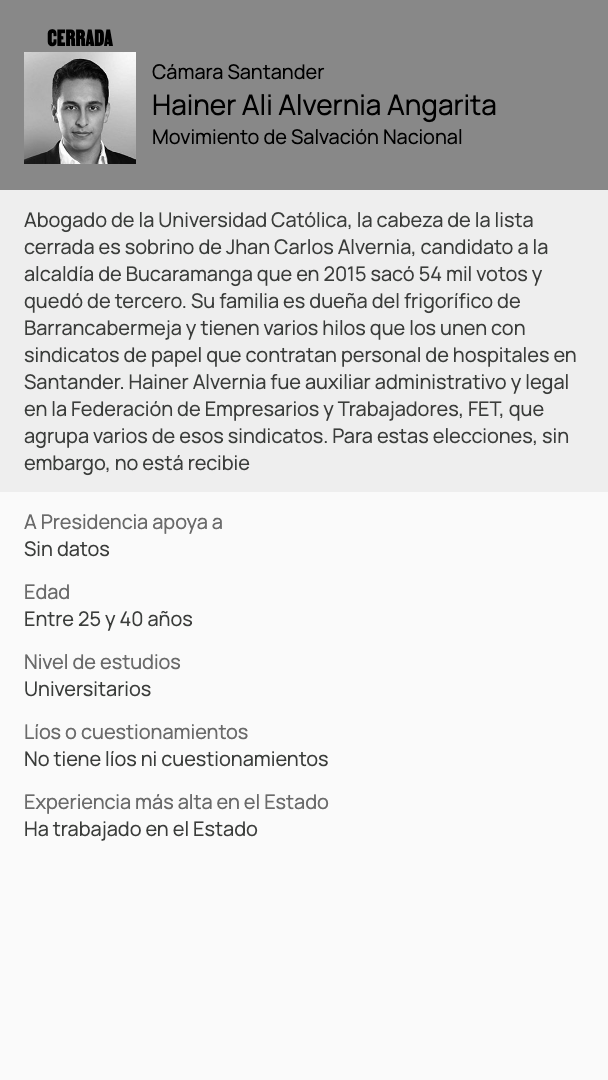 CERRADA
Cámara Santander
Hainer Ali Alvernia Angarita
Movimiento de Salvación Nacional
Abogado de la Universidad Católica, la cabeza de la lista
cerrada es sobrino de Jhan Carlos Alvernia, candidato a la
alcaldía de Bucaramanga que en 2015 sacó 54 mil votos y
quedó de tercero. Su familia es dueña del frigorífico de
Barrancabermeja y tienen varios hilos que los unen con
sindicatos de papel que contratan personal de hospitales en
Santander. Hainer Alvernia fue auxiliar administrativo y legal
en la Federación de Empresarios y Trabajadores, FET, que
agrupa varios de esos sindicatos. Para estas elecciones, sin
embargo, no está recibie
A Presidencia apoya a
Sin datos
Edad
Entre 25 y 40 años
Nivel de estudios
Universitarios
Líos o cuestionamientos
No tiene líos ni cuestionamientos
Experiencia más alta en el Estado
Ha trabajado en el Estado